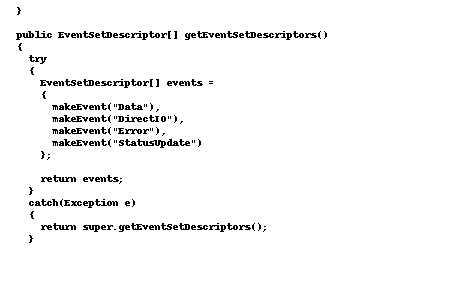 }
public EventSetDescriptor[] getEventSetDescriptors()
{
try
{
EventSetDescriptor[] events =
{
makeEvent("Data"),
makeEvent("DirectIO"),
makeEvent("Error"),
makeEvent("StatusUpdate")
};
return events;
}
catch(Exception e)
{
return super.getEventSetDescriptors();
}